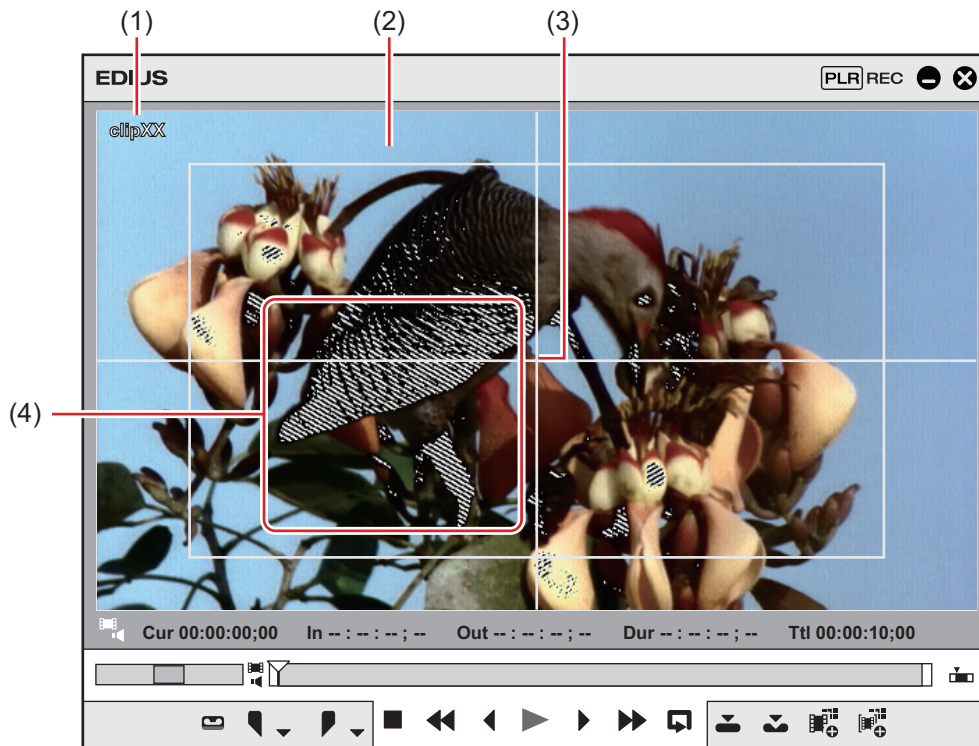 (1) (2) (3)
EDIUS
PLR REC
clipXX
(4)
Cur 00:00:00;00 In -- : -- : -- ; -- Out -- : -- : -- ; -- Dur -- : -- : -- ; -- Ttl 00:00:10;00